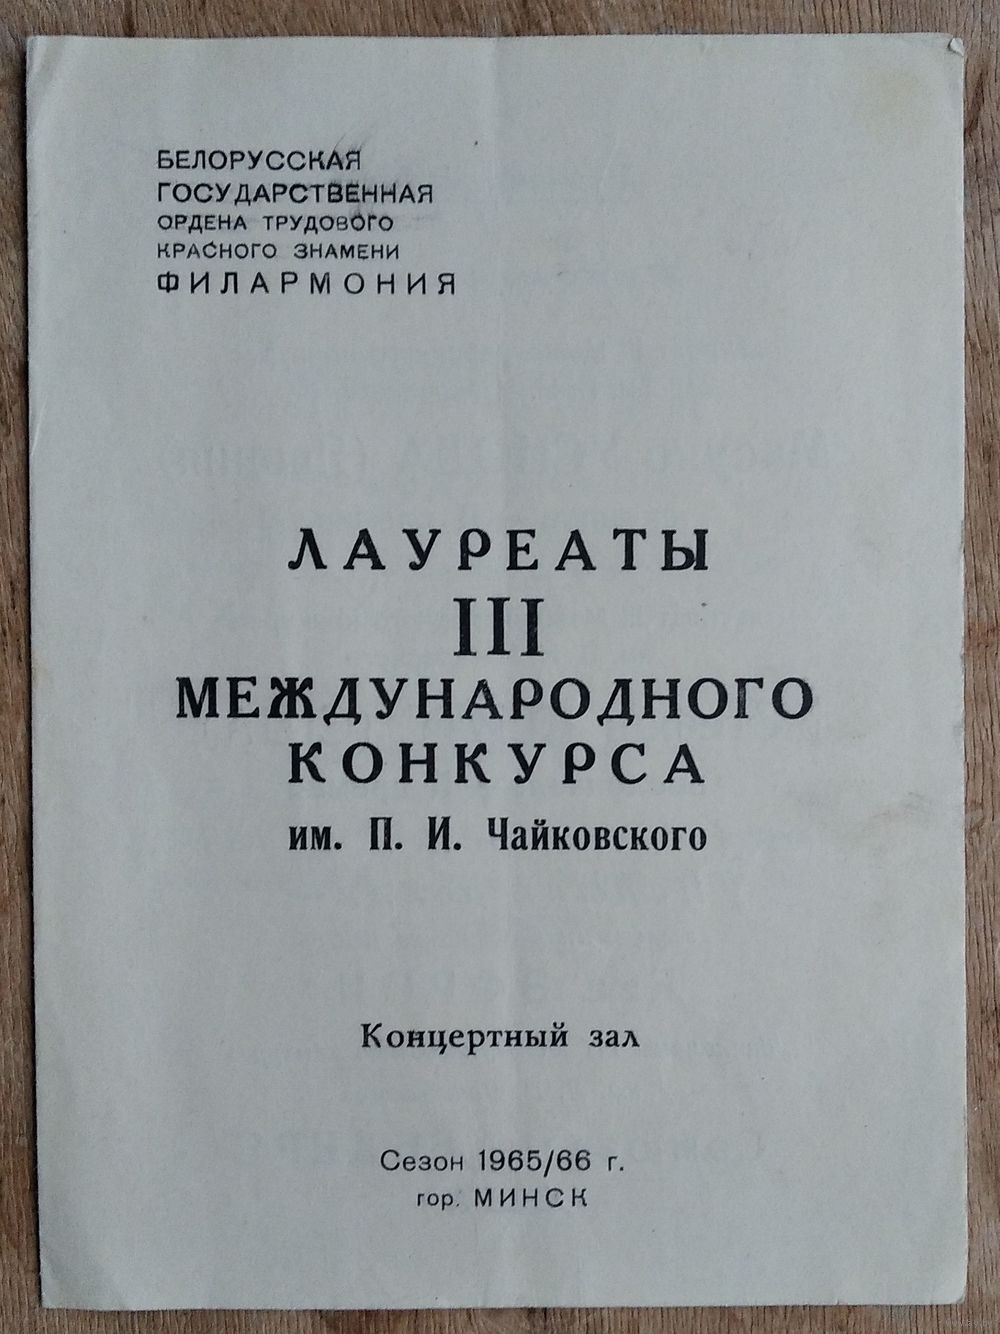 БЕЛОРУССКАЯ
ГОСУДАРСТВЕННАЯ
ОРДЕНА ТРУДОВОГО
КРАСНОГО ЗНАМЕНИ
ФИЛАРМОНИЯ
ЛАУРЕАТЫ
III
МЕЖДУНАРОДНОГО
КОНКУРСА
им. П. И. Чайковского
Концертный зал
Сезон 1965/66 г.
гор. МИНСК